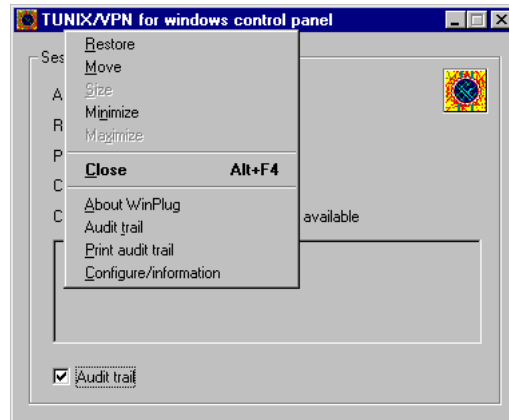 TUNIX/VPN for windows control panel
Restore
Ses
Move
A
Size
Minimize
R
Maximize
P
Close Alt+F4
C
About WinPlug
C
Audit trail
available
Print audit trail
Configure/information
Audit trail